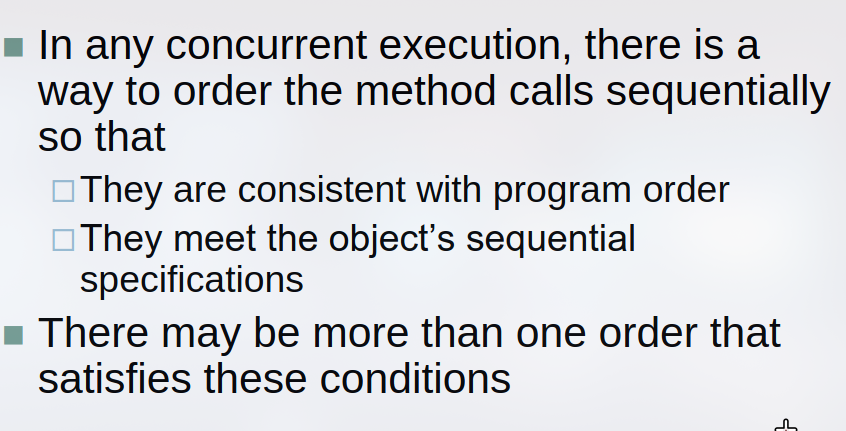 In any concurrent execution, there is a
way to order the method calls sequentially
so that
They are consistent with program order
They meet the object’s sequential
specifications
There may be more than one order that
satisfies these conditions